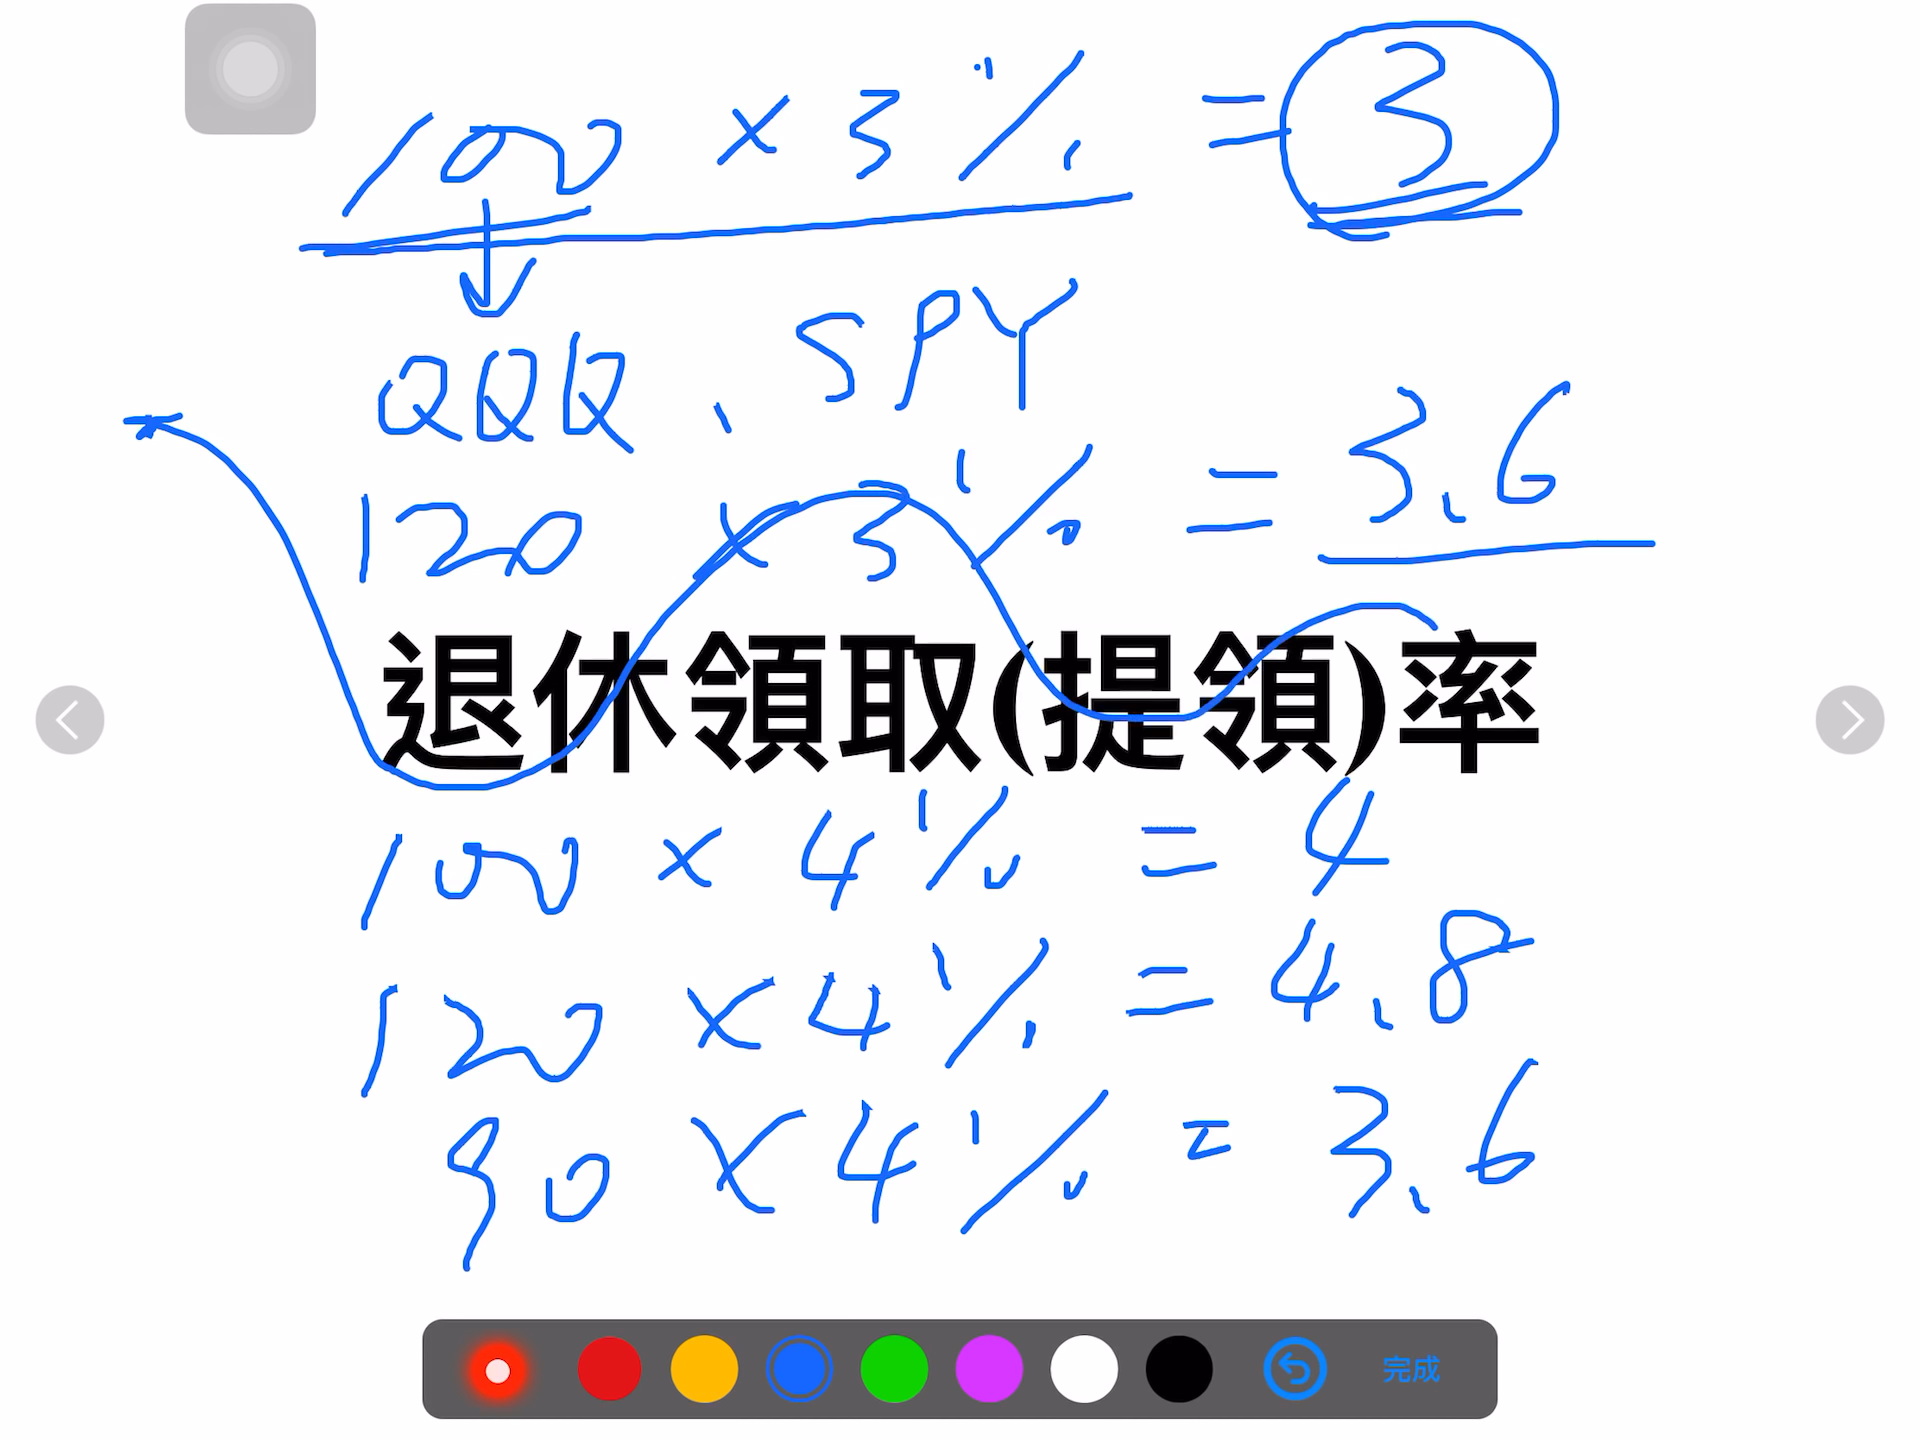 100 × 3% = 3
QQQ、SPY
120 × 3% = 3.6
退休領取(提領)率
100 × 4% = 4
120 × 4% = 4.8
90 × 4% = 3.6
完成